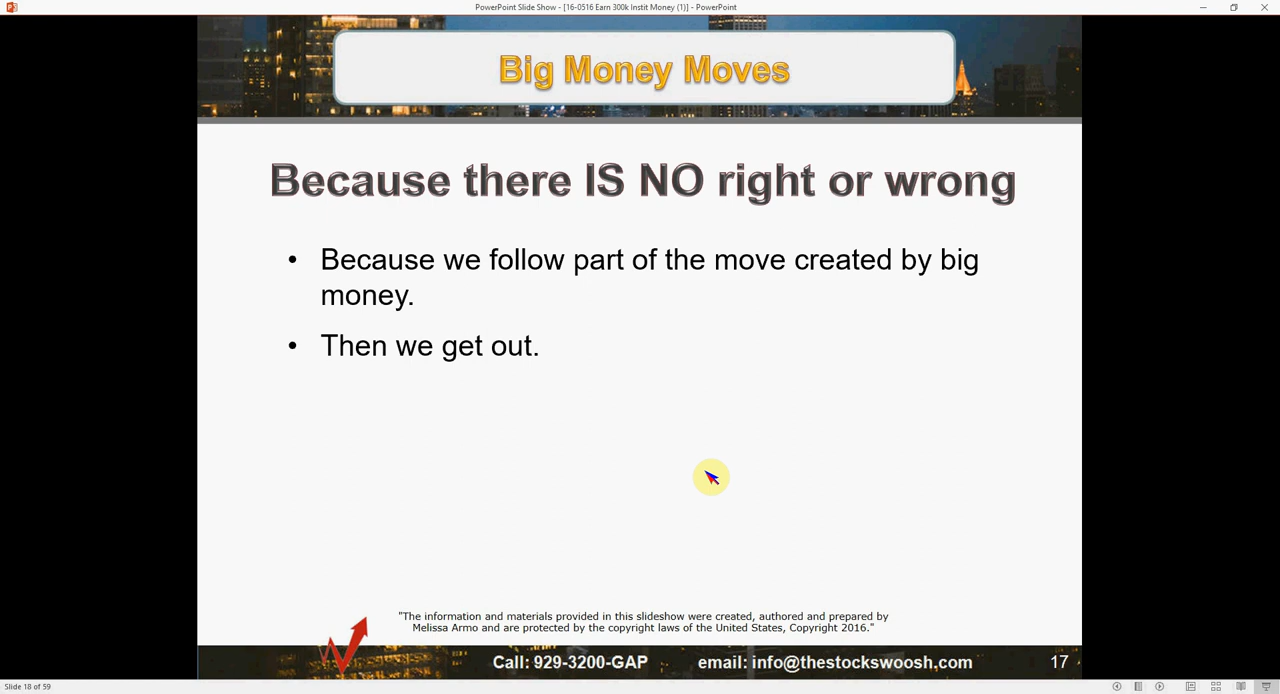 PowerPoint Slide Show - [16-0516 Earn 300k Instit Money (1)] - PowerPoint
Big Money Moves
Because there IS NO right or wrong
• Because we follow part of the move created by big
money.
• Then we get out.
"The information and materials provided in this slideshow were created, authored and prepared by
Melissa Armo and are protected by the copyright laws of the United States, Copyright 2016."
Call: 929-3200-GAP email: info@thestockswoosh.com 17
Slide 18 of 59